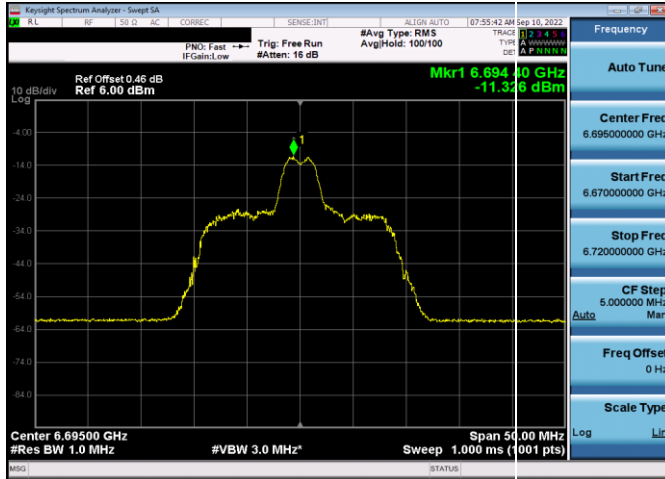 Keysight Spectrum Analyzer - Swept SA
RL RF 50 Ω AC CORREC SENSE:INT ALIGN AUTO 07:55:42 AM Sep 10, 2022
Frequency
#Avg Type: RMS
TRACE 1 2 3 4 5 6
PNO: Fast Trig: Free Run Avg|Hold: 100/100
TYPE A WWWWW
IFGain:Low #Atten: 16 dB
DET A P N N N N
Auto Tune
Mkr1 6.694 40 GHz
Ref Offset 0.46 dB
10 dB/div Ref 6.00 dBm -11.326 dBm
Log
Center Freq
6.695000000 GHz
-4.00
1
-14.0
Start Freq
6.670000000 GHz
-24.0
-34.0
Stop Freq
6.720000000 GHz
-44.0
-54.0
CF Step
5.000000 MHz
Auto Man
-64.0
-74.0
Freq Offset
0 Hz
-84.0
Scale Type
Log Lin
Center 6.69500 GHz Span 50.00 MHz
#Res BW 1.0 MHz #VBW 3.0 MHz* Sweep 1.000 ms (1001 pts)
MSG STATUS